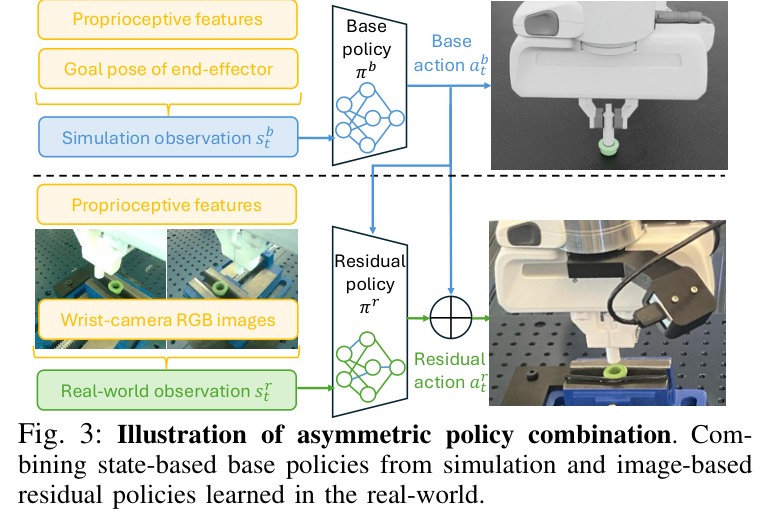 Proprioceptive features
Goal pose of end-effector
Simulation observation $s_t^b$
Base
policy
$\pi^b$
Base
action $a_t^b$
Proprioceptive features
Wrist-camera RGB images
Real-world observation $s_t^r$
Residual
policy
$\pi^r$
Residual
action $a_t^r$
Fig. 3: Illustration of asymmetric policy combination. Com-
bining state-based base policies from simulation and image-based
residual policies learned in the real-world.